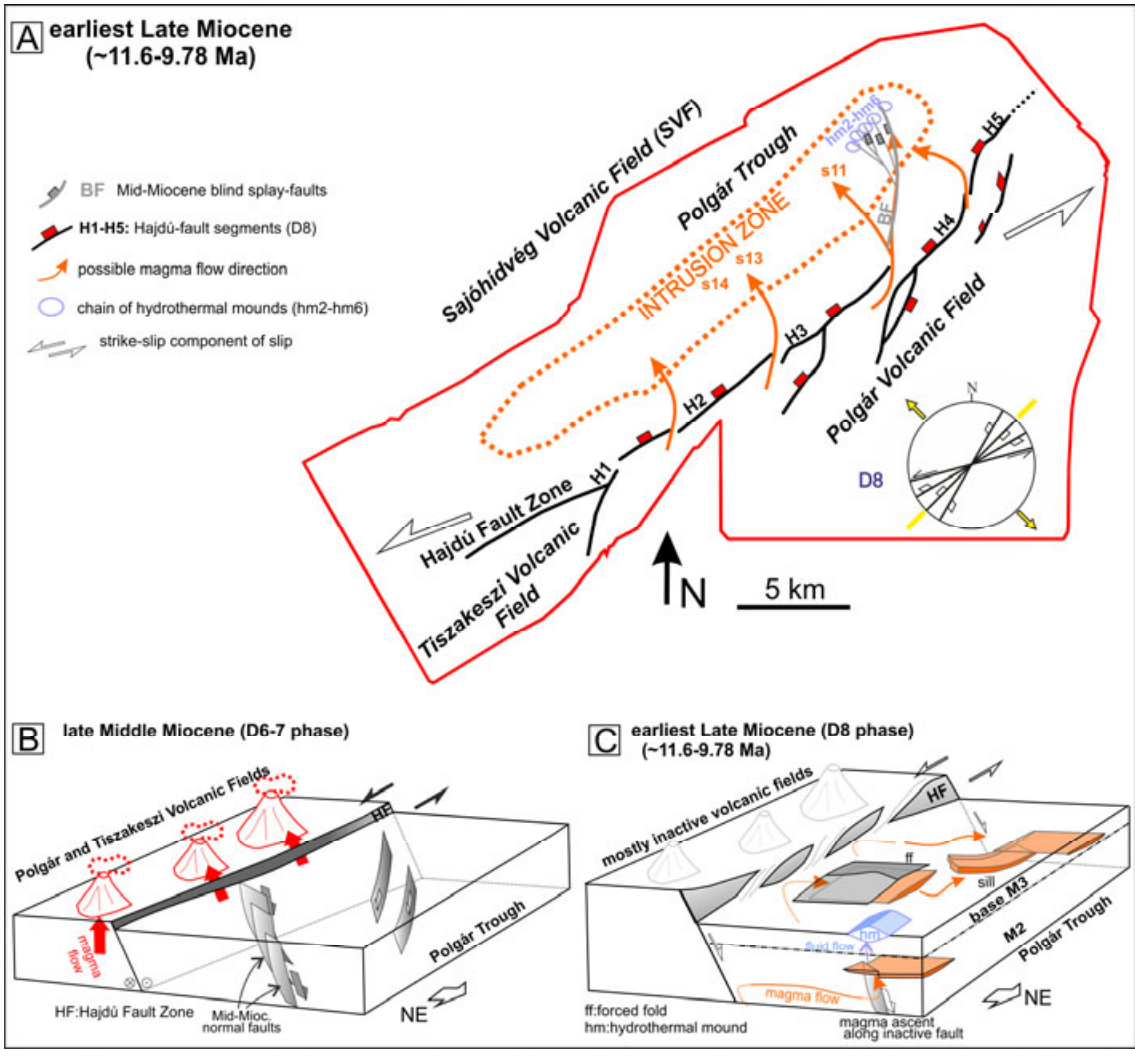 A
earliest Late Miocene
(~11.6-9.78 Ma)
BF Mid-Miocene blind splay-faults
H1-H5: Hajdú-fault segments (D8)
possible magma flow direction
chain of hydrothermal mounds (hm2-hm6)
strike-slip component of slip
Sajóhídvég Volcanic Field (SVF)
Polgár Trough
hm2-hm6
H5
s11
BF
INTRUSION ZONE
s13
s14
H4
H3
H2
H1
Polgár Volcanic Field
Hajdú Fault Zone
Tiszakeszi Volcanic
Field
N
5 km
N
D8
B
late Middle Miocene (D6-7 phase)
Polgár and Tiszakeszi Volcanic Fields
HF
magma
flow
Polgár Trough
HF:Hajdú Fault Zone
Mid-Mioc.
normal faults
NE
C
earliest Late Miocene (D8 phase)
(~11.6-9.78 Ma)
mostly inactive volcanic fields
HF
ff
sill
base M3
M2
Polgár Trough
hm
fluid flow
magma flow
ff:forced fold
hm:hydrothermal mound
magma ascent
along inactive fault
NE